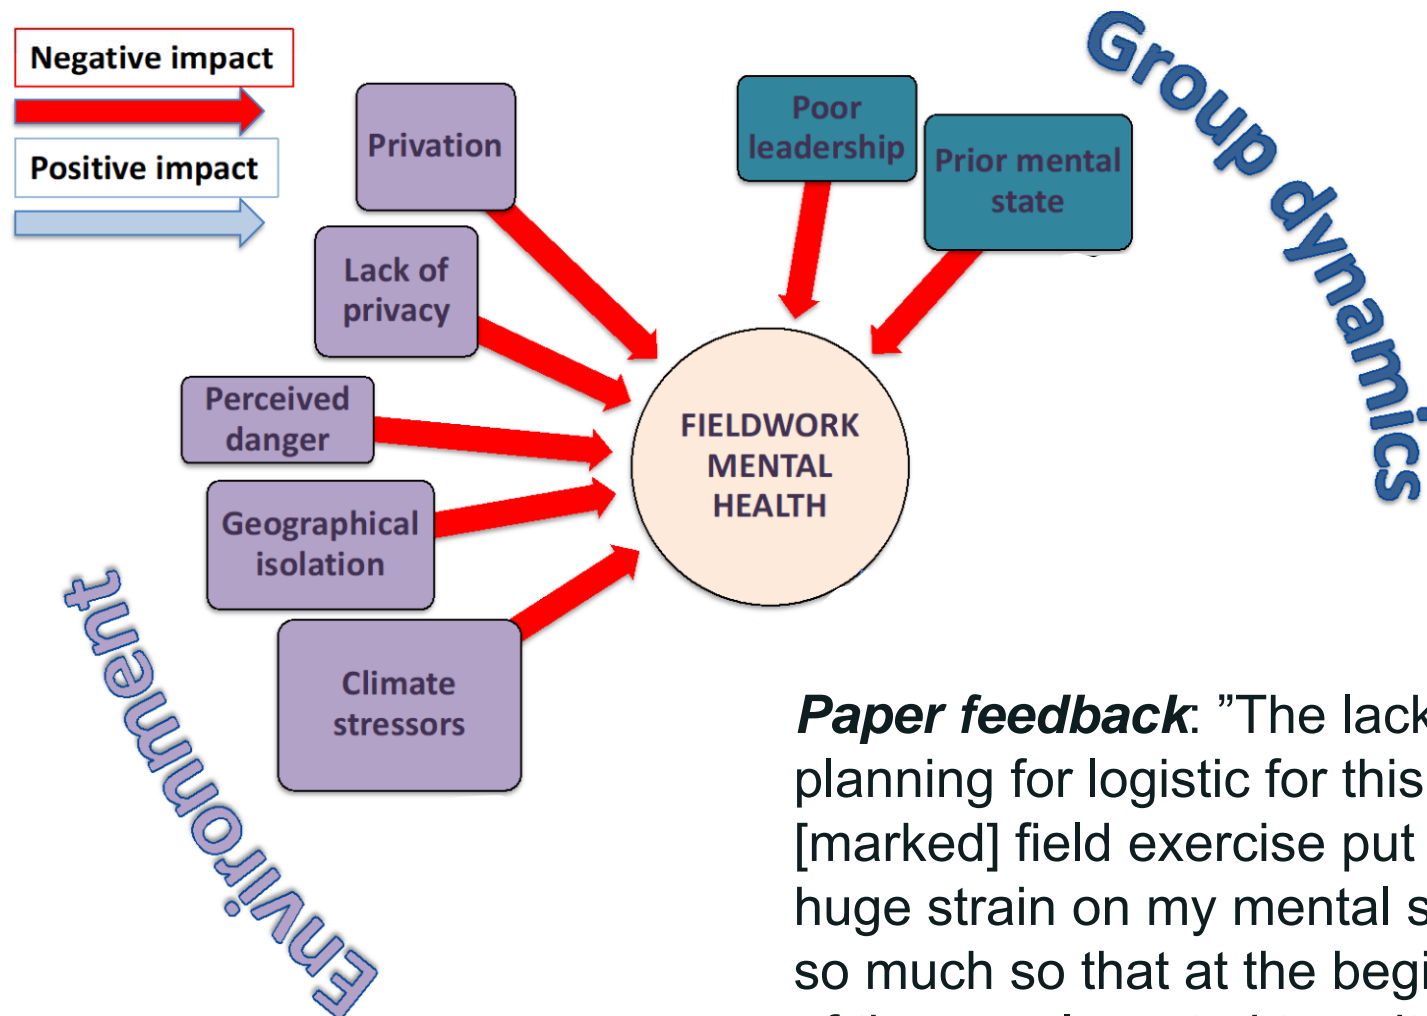 Negative impact
Positive impact
Privation
Lack of
privacy
Perceived
danger
Geographical
isolation
Climate
stressors
Environment
Poor
leadership
Prior mental
state
Group dynamics
FIELDWORK
MENTAL
HEALTH
Paper feedback: ”The lack
planning for logistic for this
[marked] field exercise put
huge strain on my mental s
so much so that at the begi